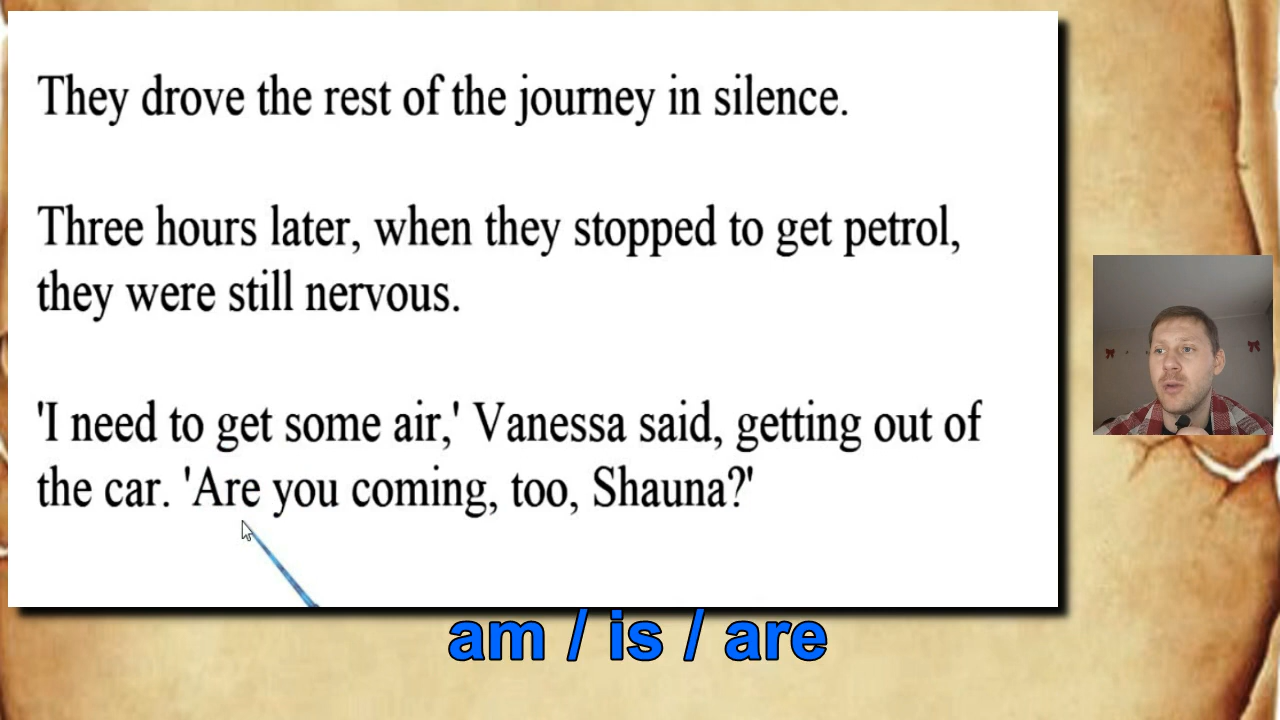 They drove the rest of the journey in silence.
Three hours later, when they stopped to get petrol,
they were still nervous.
'I need to get some air,' Vanessa said, getting out of
the car. 'Are you coming, too, Shauna?'
am / is / are